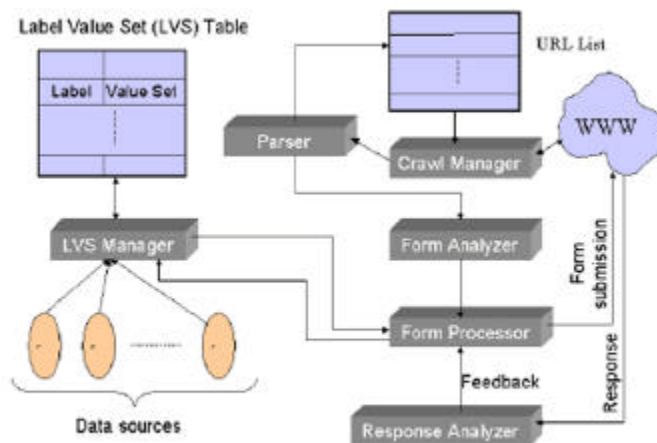 Label Value Set (LVS) Table
URL List
Label
Value Set
WWW
Parser
Crawl Manager
LVS Manager
Form Analyzer
Form
submission
Form Processor
Response
Feedback
Data sources
Response Analyzer